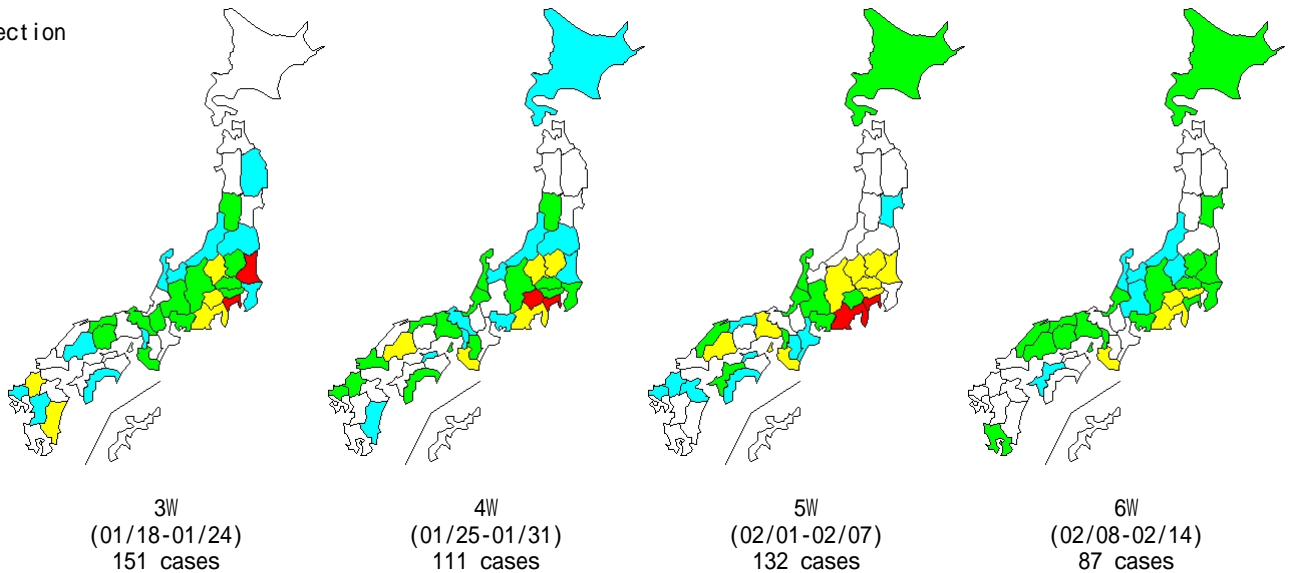 ection
3W
(01/18-01/24)
151 cases
4W
(01/25-01/31)
111 cases
5W
(02/01-02/07)
132 cases
6W
(02/08-02/14)
87 cases